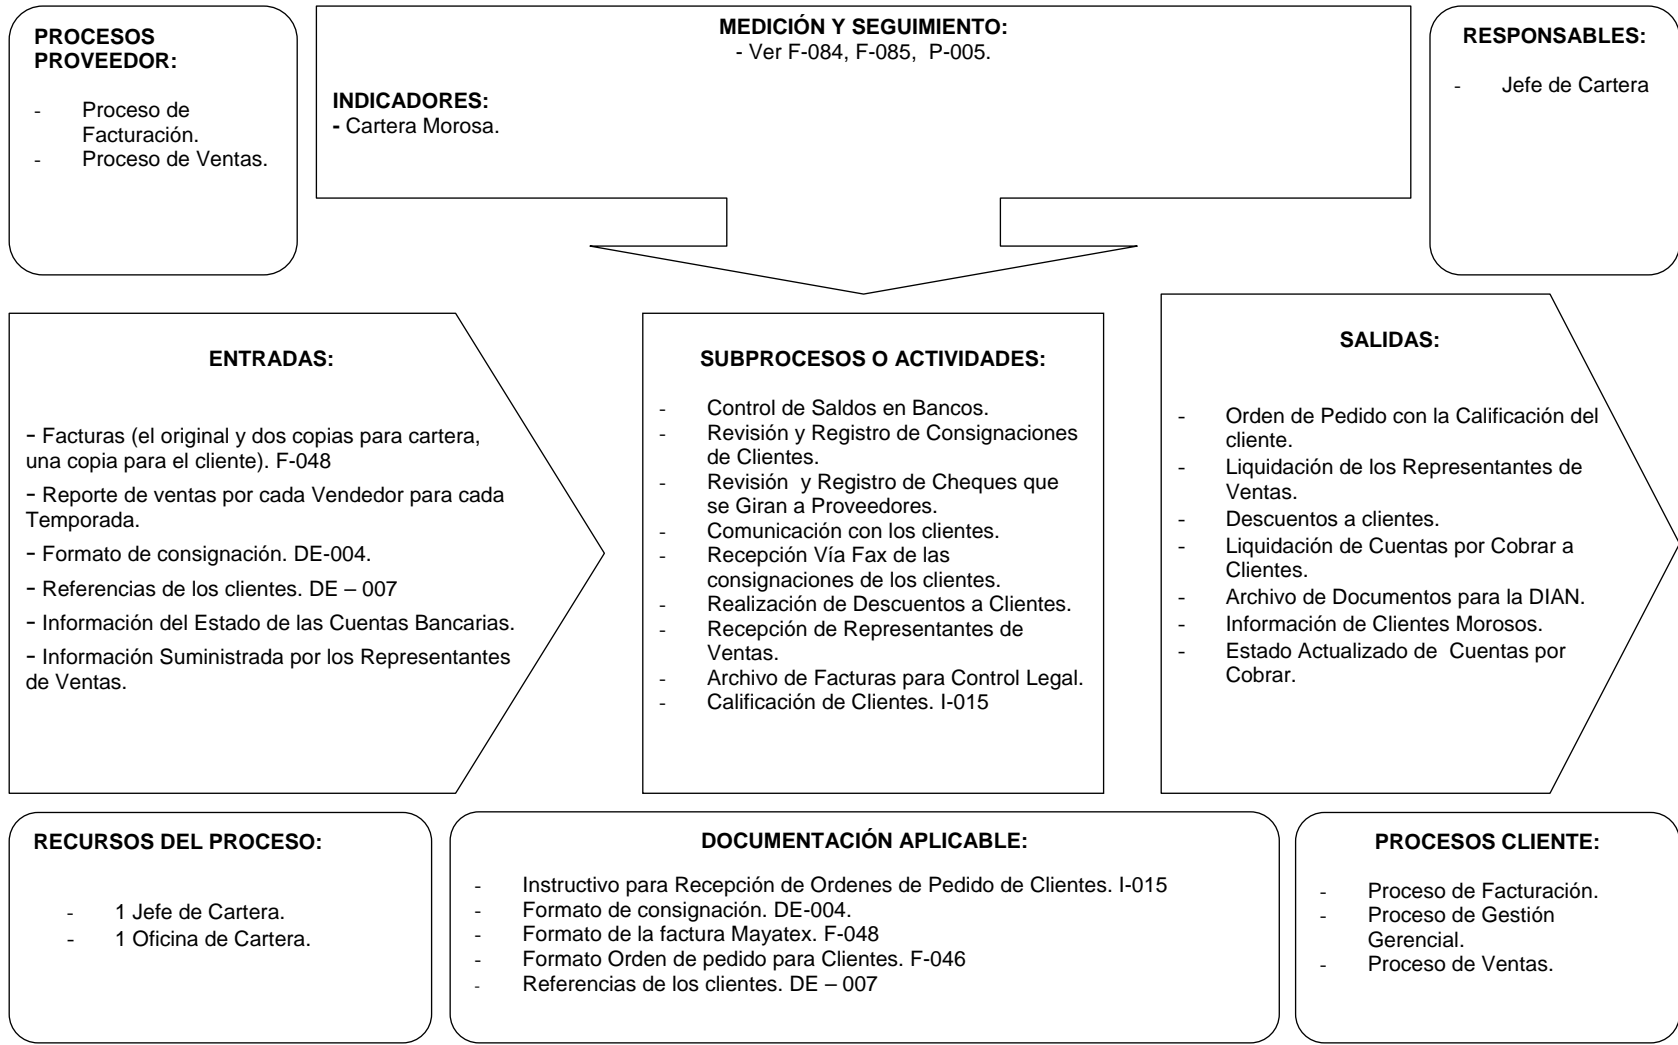 PROCESOS
PROVEEDOR:
- Proceso de
Facturación.
- Proceso de Ventas.
MEDICIÓN Y SEGUIMIENTO:
- Ver F-084, F-085, P-005.
INDICADORES:
- Cartera Morosa.
RESPONSABLES:
- Jefe de Cartera
ENTRADAS:
- Facturas (el original y dos copias para cartera,
una copia para el cliente). F-048
- Reporte de ventas por cada Vendedor para cada
Temporada.
- Formato de consignación. DE-004.
- Referencias de los clientes. DE – 007
- Información del Estado de las Cuentas Bancarias.
- Información Suministrada por los Representantes
de Ventas.
SUBPROCESOS O ACTIVIDADES:
- Control de Saldos en Bancos.
- Revisión y Registro de Consignaciones
de Clientes.
- Revisión y Registro de Cheques que
se Giran a Proveedores.
- Comunicación con los clientes.
- Recepción Vía Fax de las
consignaciones de los clientes.
- Realización de Descuentos a Clientes.
- Recepción de Representantes de
Ventas.
- Archivo de Facturas para Control Legal.
- Calificación de Clientes. I-015
SALIDAS:
- Orden de Pedido con la Calificación del
cliente.
- Liquidación de los Representantes de
Ventas.
- Descuentos a clientes.
- Liquidación de Cuentas por Cobrar a
Clientes.
- Archivo de Documentos para la DIAN.
- Información de Clientes Morosos.
- Estado Actualizado de Cuentas por
Cobrar.
RECURSOS DEL PROCESO:
- 1 Jefe de Cartera.
- 1 Oficina de Cartera.
DOCUMENTACIÓN APLICABLE:
- Instructivo para Recepción de Ordenes de Pedido de Clientes. I-015
- Formato de consignación. DE-004.
- Formato de la factura Mayatex. F-048
- Formato Orden de pedido para Clientes. F-046
- Referencias de los clientes. DE – 007
PROCESOS CLIENTE:
- Proceso de Facturación.
- Proceso de Gestión
Gerencial.
- Proceso de Ventas.